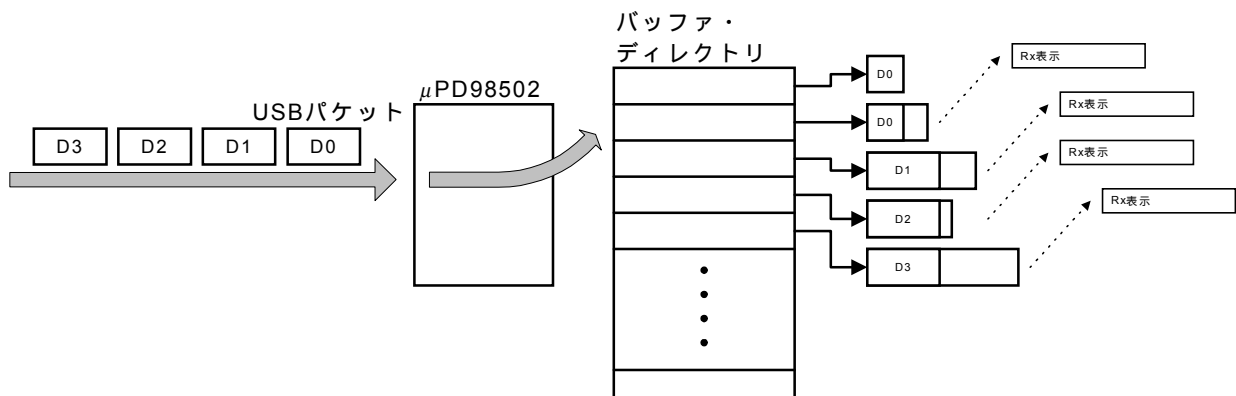 バッファ・
ディレクトリ
μPD98502
USBパケット
D3 D2 D1 D0
D0
Rx表示
D0
Rx表示
D1
Rx表示
D2
Rx表示
D3